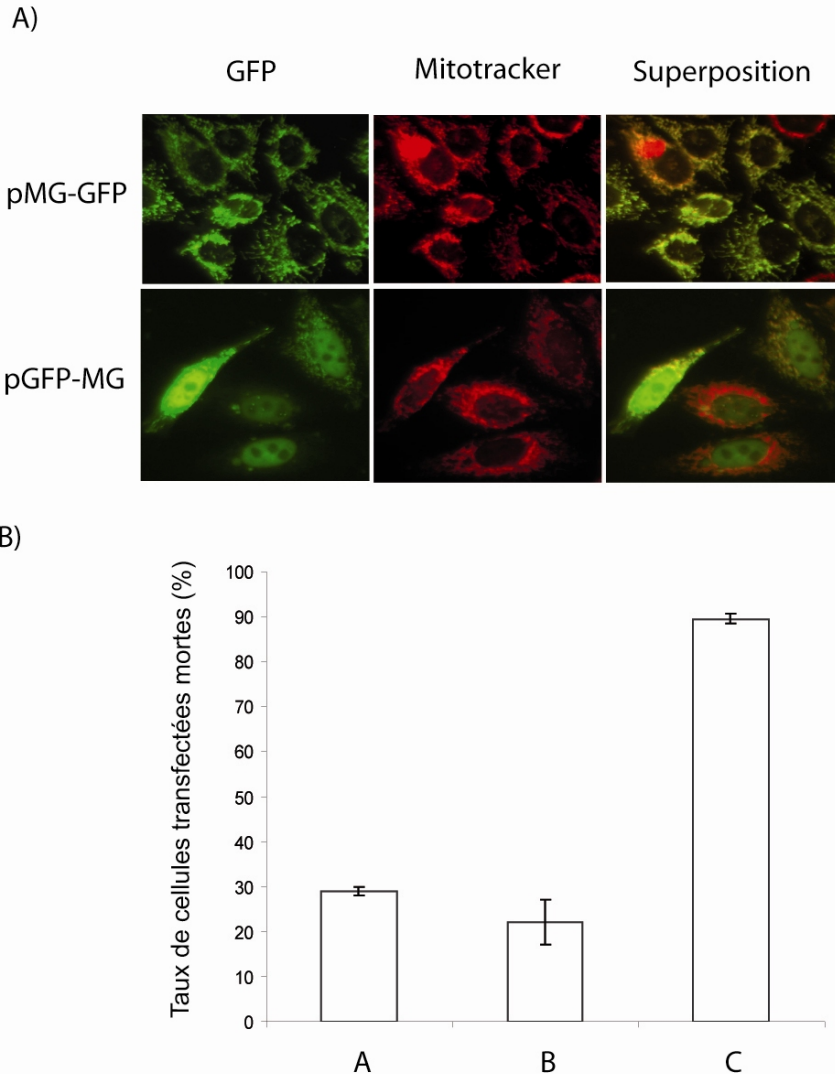 A)
GFP
Mitotracker
Superposition
pMG-GFP
pGFP-MG
B)
Taux de cellules transfectées mortes (%)
100
90
80
70
60
50
40
30
20
10
0
A
B
C